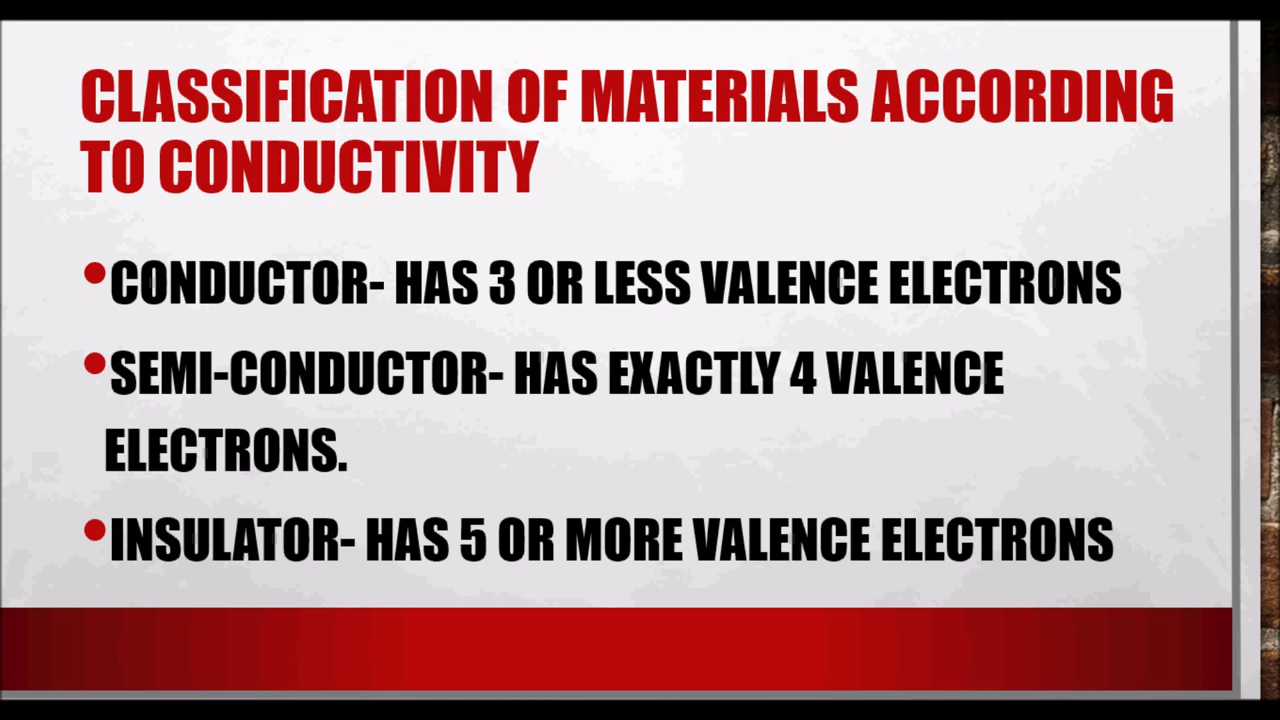 CLASSIFICATION OF MATERIALS ACCORDING
TO CONDUCTIVITY
•CONDUCTOR- HAS 3 OR LESS VALENCE ELECTRONS
•SEMI-CONDUCTOR- HAS EXACTLY 4 VALENCE
ELECTRONS.
•INSULATOR- HAS 5 OR MORE VALENCE ELECTRONS